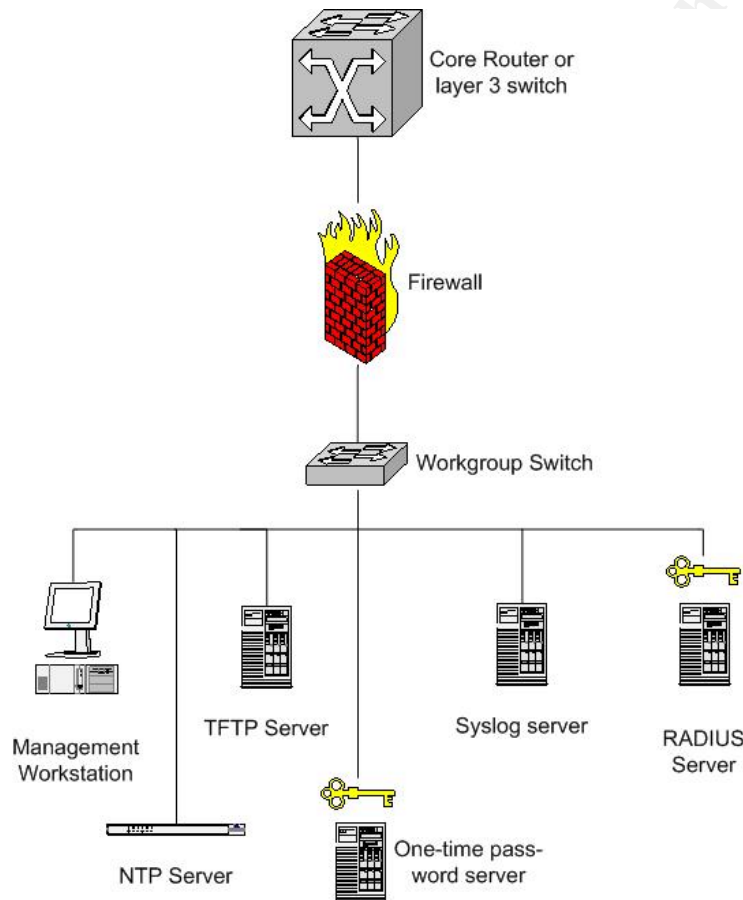 Core Router or
layer 3 switch
Firewall
Workgroup Switch
Management
Workstation
TFTP Server
Syslog server
RADIUS
Server
NTP Server
One-time pass-
word server